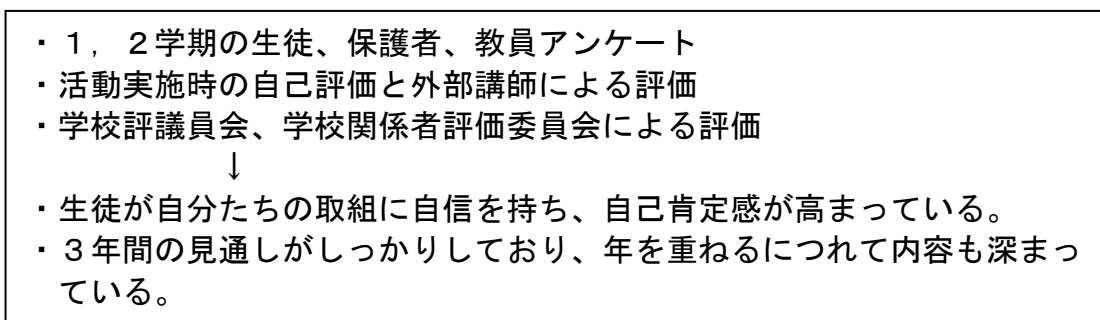 ・１，２学期の生徒、保護者、教員アンケート
・活動実施時の自己評価と外部講師による評価
・学校評議員会、学校関係者評価委員会による評価
↓
・生徒が自分たちの取組に自信を持ち、自己肯定感が高まっている。
・３年間の見通しがしっかりしており、年を重ねるにつれて内容も深まっ
ている。